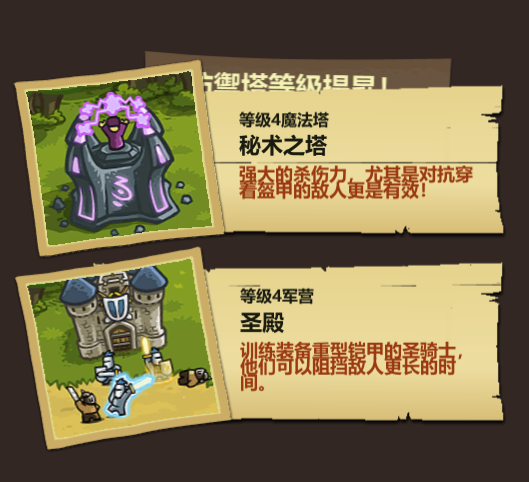 防御塔等级提昇！
等级4魔法塔
秘术之塔
强大的杀伤力，尤其是对抗穿
着盔甲的敌人更是有效！
等级4军营
圣殿
训练装备重型铠甲的圣骑士，
他们可以阻挡敌人更长的时
间。